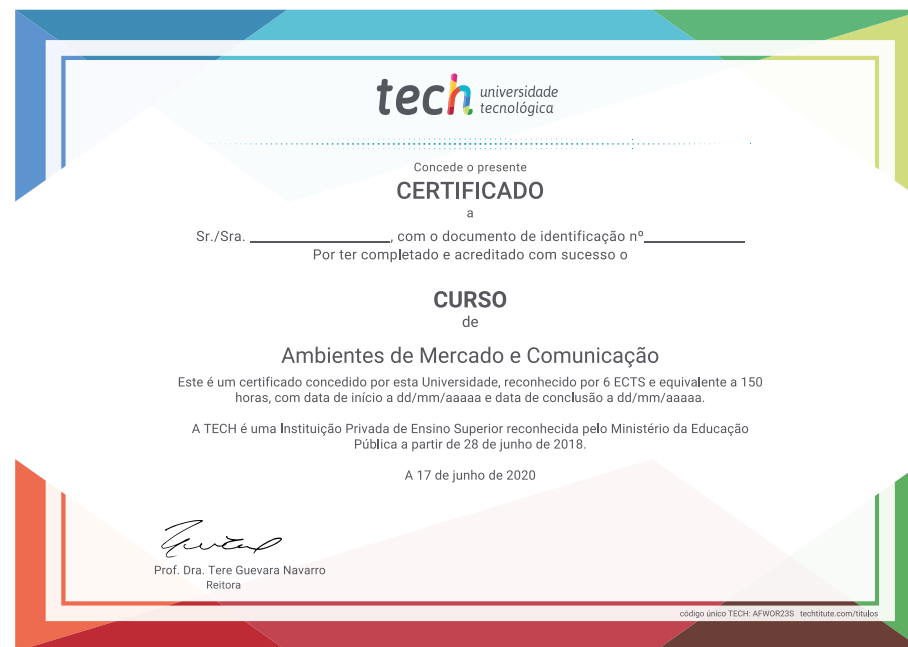 tech universidade
tecnológica
Concede o presente
CERTIFICADO
a
Sr./Sra. ____________________, com o documento de identificação nº______________
Por ter completado e acreditado com sucesso o
CURSO
de
Ambientes de Mercado e Comunicação
Este é um certificado concedido por esta Universidade, reconhecido por 6 ECTS e equivalente a 150
horas, com data de início a dd/mm/aaaaa e data de conclusão a dd/mm/aaaaa.
A TECH é uma Instituição Privada de Ensino Superior reconhecida pelo Ministério da Educação
Pública a partir de 28 de junho de 2018.
A 17 de junho de 2020
Prof. Dra. Tere Guevara Navarro
Reitora
código único TECH: AFWOR23S techtitute.com/titulos